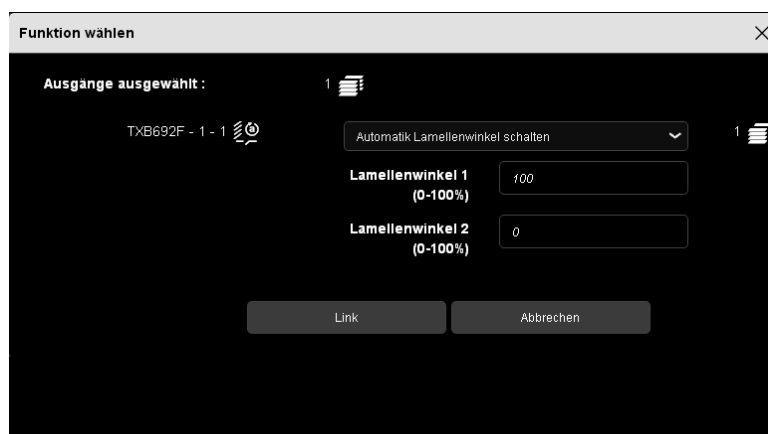 Funktion wählen
Ausgänge ausgewählt : 1
TXB692F - 1 - 1 Automatik Lamellenwinkel schalten 1
Lamellenwinkel 1 100
(0-100%)
Lamellenwinkel 2 0
(0-100%)
Link Abbrechen